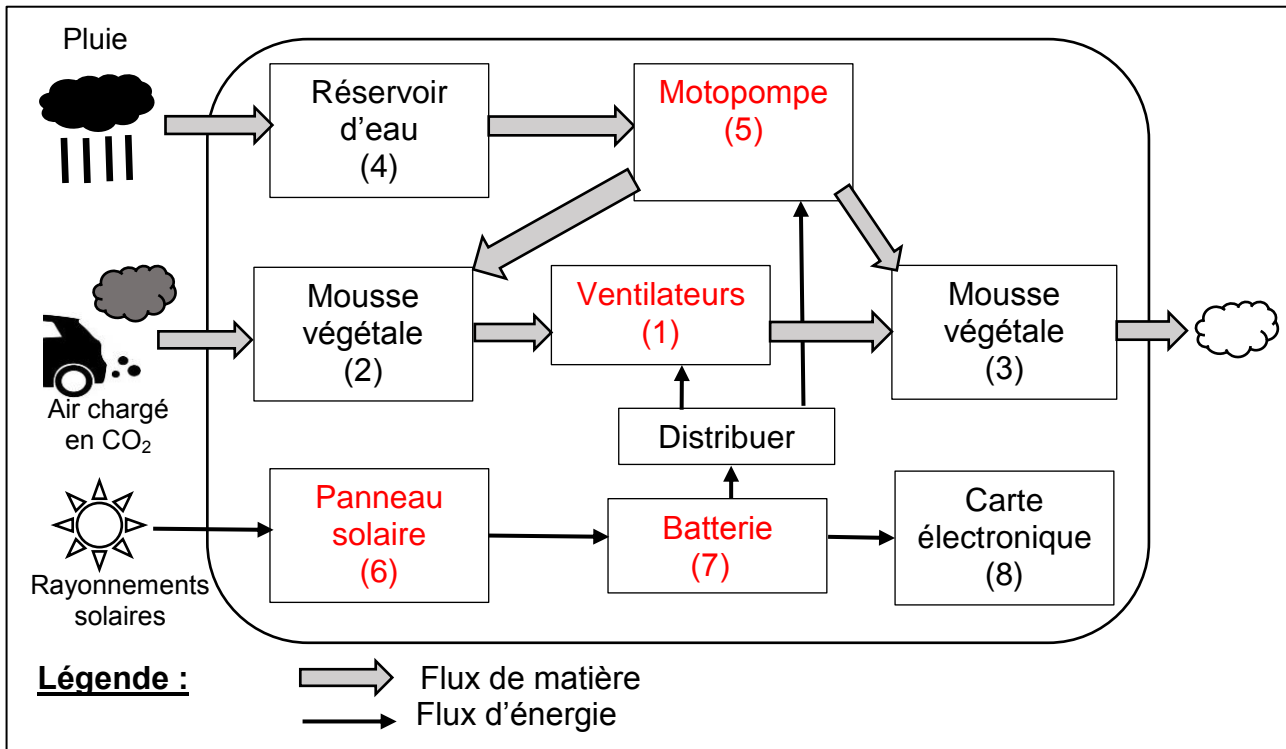 Pluie
Réservoir
d'eau
(4)
Motopompe
(5)
Mousse
végétale
(2)
Ventilateurs
(1)
Mousse
végétale
(3)
Air chargé
en CO₂
Distribuer
Panneau
solaire
(6)
Batterie
(7)
Carte
électronique
(8)
Rayonnements
solaires
Légende :
Flux de matière
Flux d'énergie